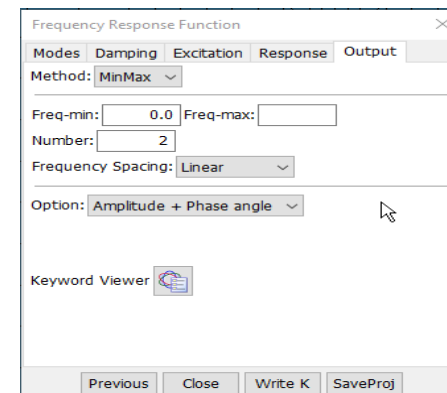 Frequency Response Function
Modes Damping Excitation Response Output
Method: MinMax
Freq-min: 0.0 Freq-max:
Number: 2
Frequency Spacing: Linear
Option: Amplitude + Phase angle
Keyword Viewer
Previous Close Write K SaveProj